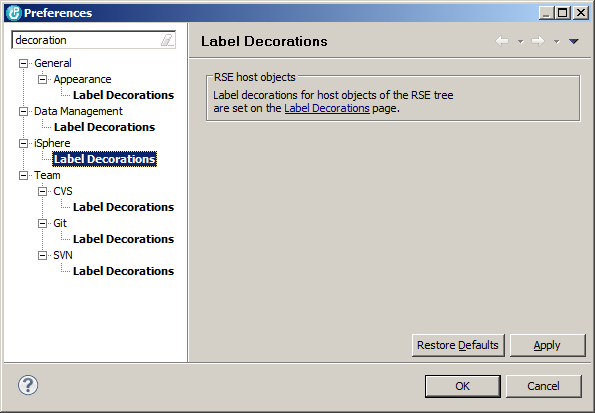 Preferences
decoration
General
Appearance
Label Decorations
Data Management
Label Decorations
iSphere
Label Decorations
Team
CVS
Label Decorations
Git
Label Decorations
SVN
Label Decorations
Label Decorations
RSE host objects
Label decorations for host objects of the RSE tree
are set on the Label Decorations page.
Restore Defaults
Apply
?
OK
Cancel